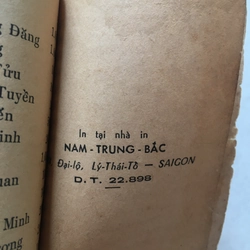 Đăng
Tửu
Tuyền
inh
uan
Minh
ương
In tại nhà in
NAM - TRUNG - BẮC
Đại-lộ, Lý-Thái-Tổ — SAIGON
D. T. 22.898